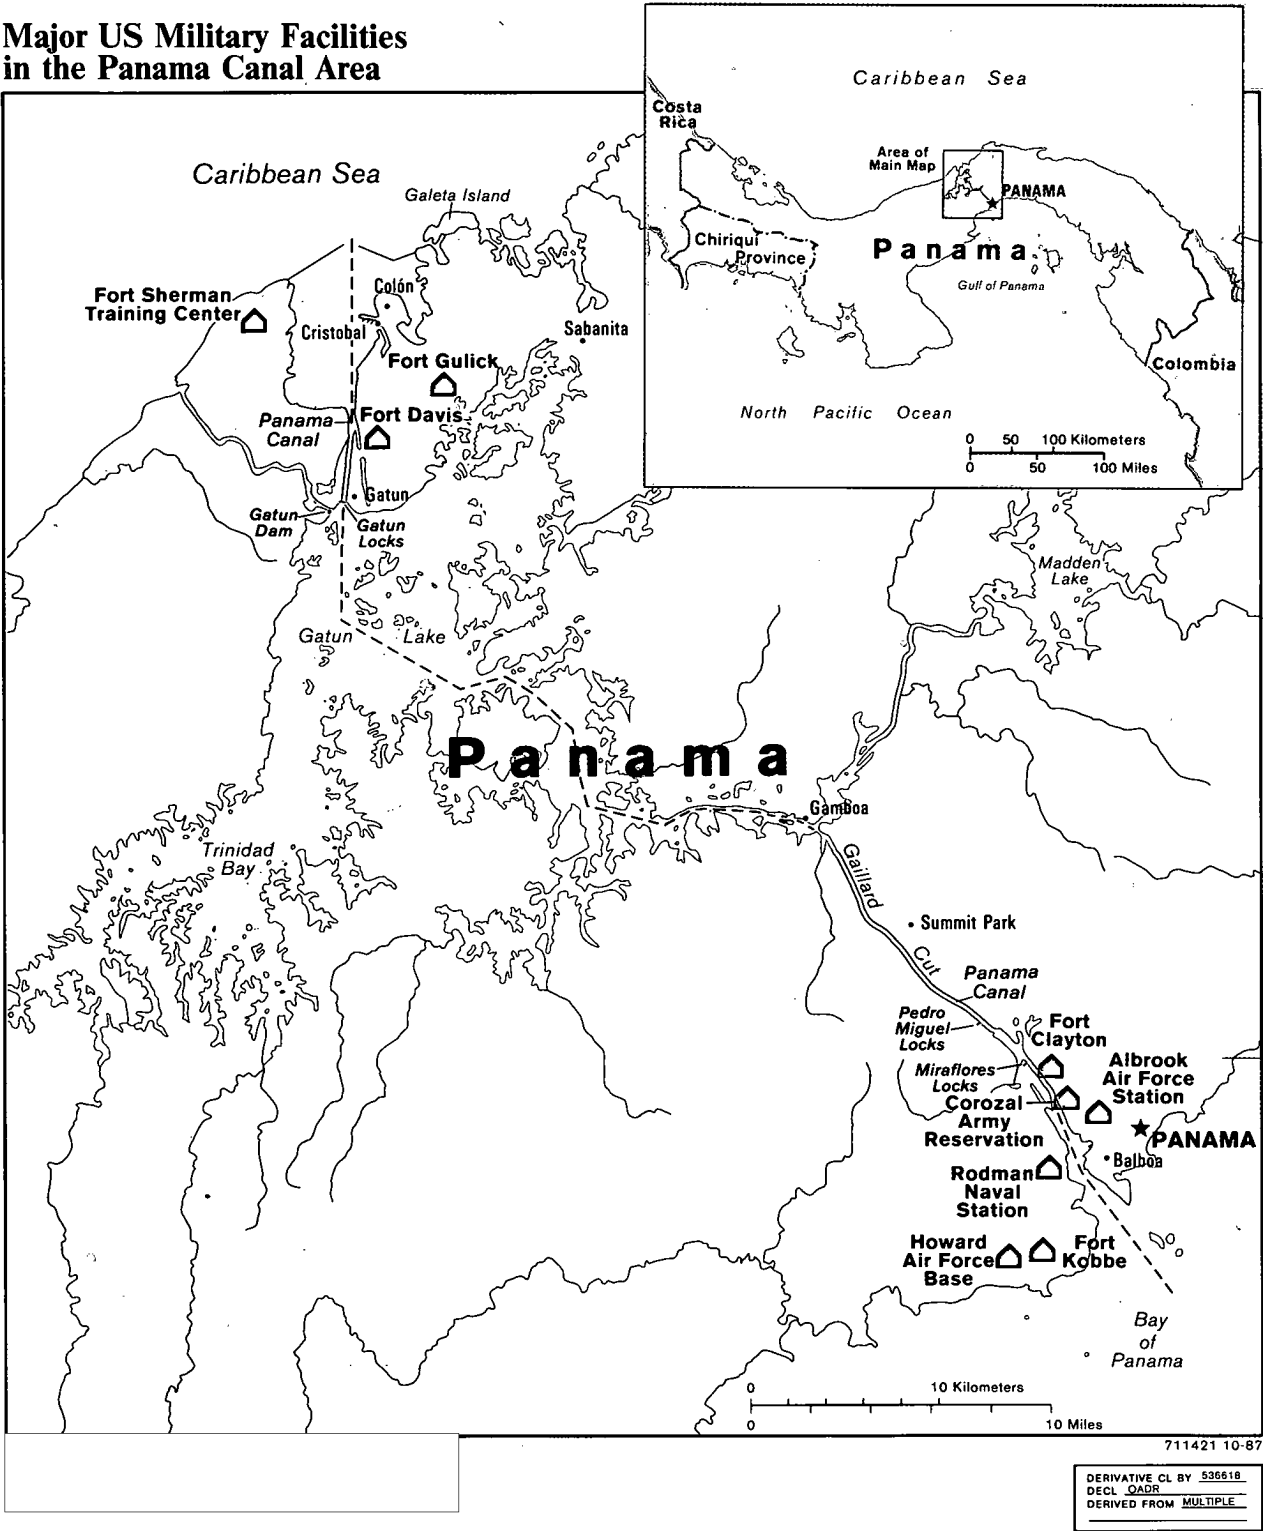 Major US Military Facilities
in the Panama Canal Area
Caribbean Sea
Costa
Rica
Area of
Main Map
PANAMA
Chiriqui
Province
Panama
Gulf of Panama
Colombia
North Pacific Ocean
0 50 100 Kilometers
0 50 100 Miles
Caribbean Sea
Galeta Island
Fort Sherman
Training Center
Colón
Cristobal
Sabanita
Fort Gulick
Panama
Canal
Fort Davis
Gatun
Gatun
Dam
Gatun
Locks
Madden
Lake
Gatun Lake
Panama
Gamboa
Trinidad
Bay
Gaillard
Cut
Summit Park
Panama
Canal
Pedro
Miguel
Locks
Fort
Clayton
Miraflores
Locks
Albrook
Air Force
Station
Corozal
Army
Reservation
PANAMA
Balboa
Rodman
Naval
Station
Howard
Air Force
Base
Fort
Kobbe
Bay
of
Panama
0 10 Kilometers
0 10 Miles
711421 10-87
DERIVATIVE CL BY 536618
DECL OADR
DERIVED FROM MULTIPLE